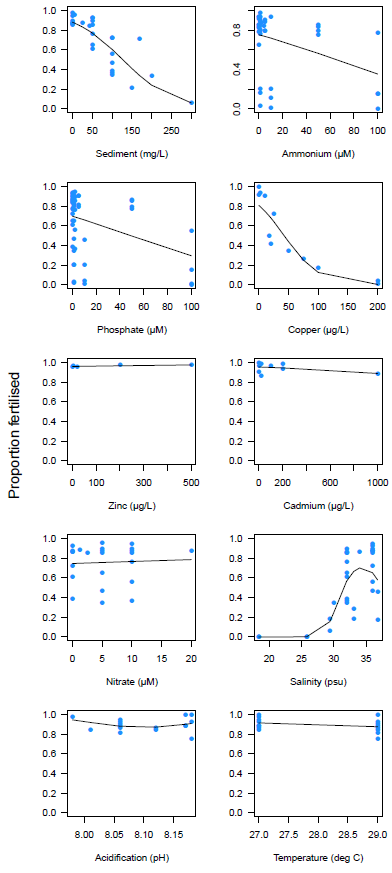 Proportion fertilised
1.0
0.8
0.6
0.4
0.2
0.0
0 50 150 250
Sediment (mg/L)
0.8
0.4
0.0
0 20 40 60 80 100
Ammonium (µM)
1.0
0.8
0.6
0.4
0.2
0.0
0 20 40 60 80 100
Phosphate (µM)
1.0
0.8
0.6
0.4
0.2
0.0
0 50 100 150 200
Copper (µg/L)
1.0
0.8
0.6
0.4
0.2
0.0
0 100 300 500
Zinc (µg/L)
1.0
0.8
0.6
0.4
0.2
0.0
0 200 600 1000
Cadmium (µg/L)
1.0
0.8
0.6
0.4
0.2
0.0
0 5 10 15 20
Nitrate (µM)
1.0
0.8
0.6
0.4
0.2
0.0
20 25 30 35
Salinity (psu)
1.0
0.8
0.6
0.4
0.2
0.0
8.00 8.05 8.10 8.15
Acidification (pH)
1.0
0.8
0.6
0.4
0.2
0.0
27.0 27.5 28.0 28.5 29.0
Temperature (deg C)